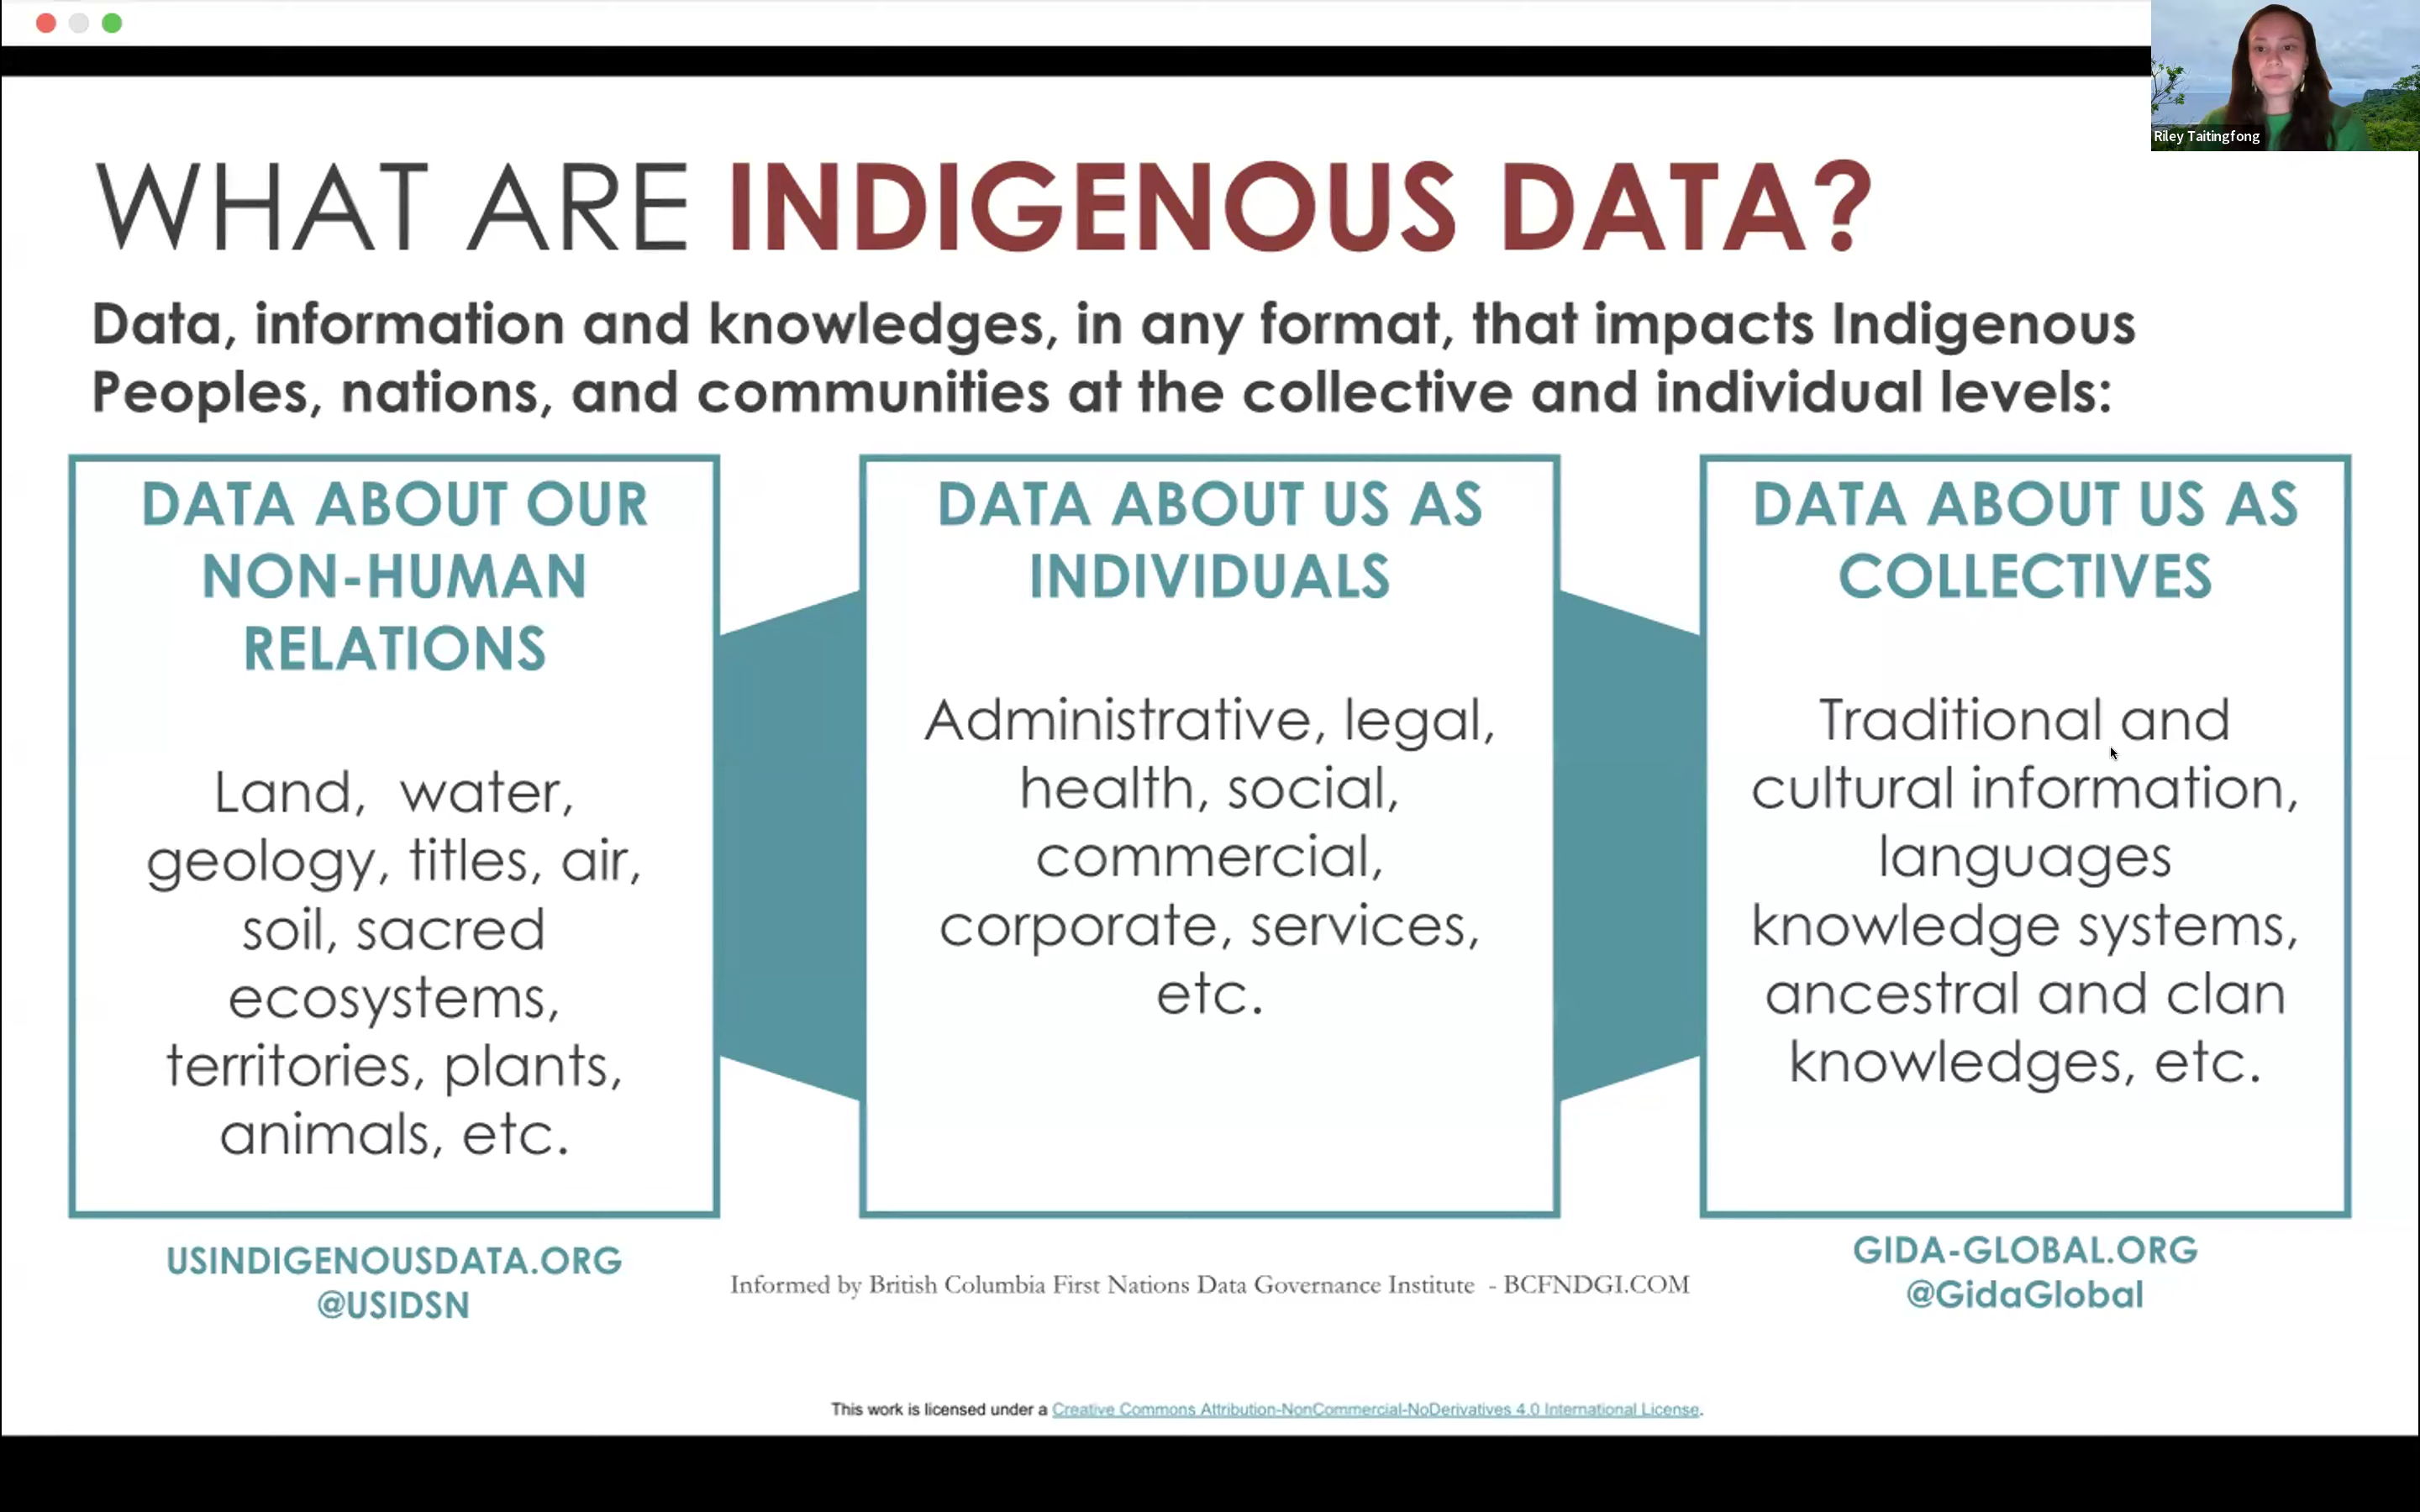 Riley Taitingfong
WHAT ARE INDIGENOUS DATA?
Data, information and knowledges, in any format, that impacts Indigenous
Peoples, nations, and communities at the collective and individual levels:
DATA ABOUT OUR
NON-HUMAN
RELATIONS
Land, water,
geology, titles, air,
soil, sacred
ecosystems,
territories, plants,
animals, etc.
DATA ABOUT US AS
INDIVIDUALS
Administrative, legal,
health, social,
commercial,
corporate, services,
etc.
DATA ABOUT US AS
COLLECTIVES
Traditional and
cultural information,
languages
knowledge systems,
ancestral and clan
knowledges, etc.
USINDIGENOUSDATA.ORG
@USIDSN
Informed by British Columbia First Nations Data Governance Institute - BCFNDGI.COM
GIDA-GLOBAL.ORG
@GidaGlobal
This work is licensed under a Creative Commons Attribution-NonCommercial-NoDerivatives 4.0 International License.